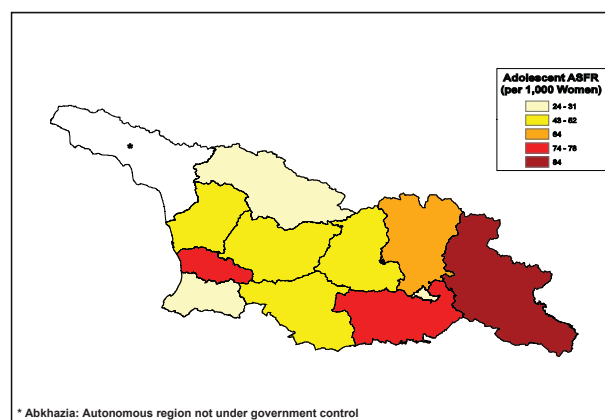 Adolescent ASFR
(per 1,000 Women)
24 - 31
48 - 62
64
74 - 78
84
*
* Abkhazia: Autonomous region not under government control